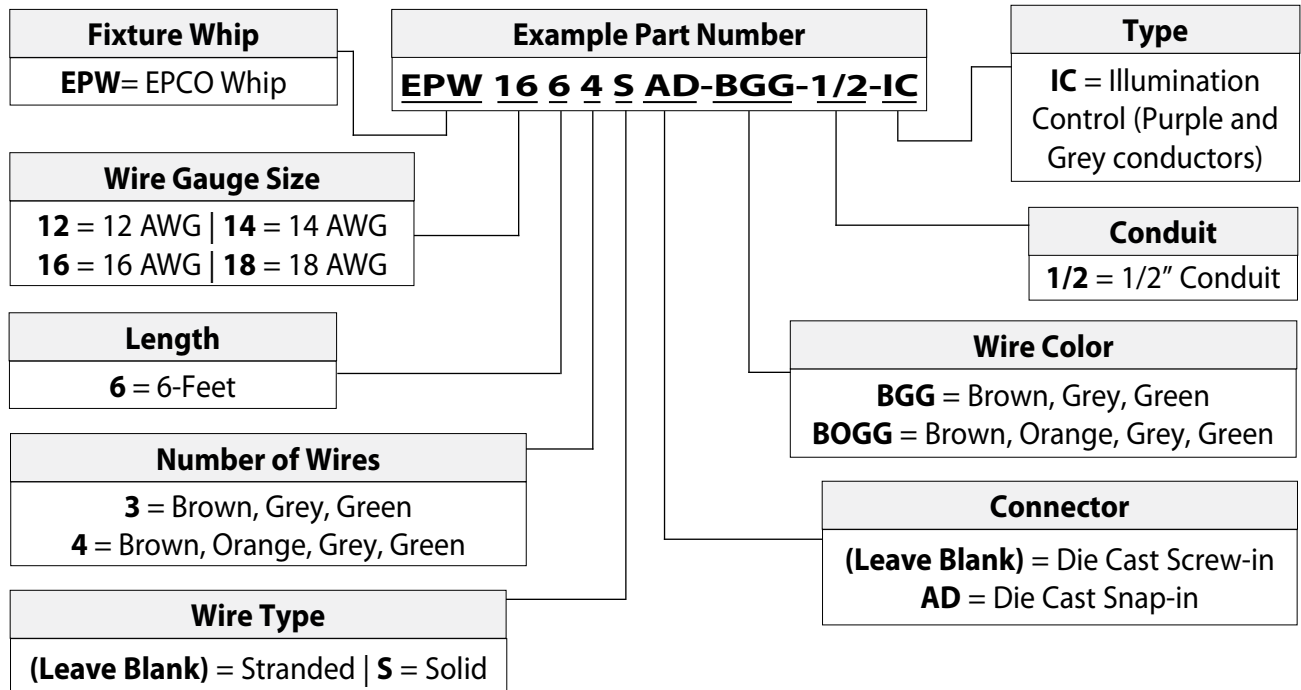 Fixture Whip
EPW= EPCO Whip
Example Part Number
EPW 16 6 4 S AD-BGG-1/2-IC
Type
IC = Illumination
Control (Purple and
Grey conductors)
Wire Gauge Size
12 = 12 AWG | 14 = 14 AWG
16 = 16 AWG | 18 = 18 AWG
Conduit
1/2 = 1/2” Conduit
Length
6 = 6-Feet
Wire Color
BGG = Brown, Grey, Green
BOGG = Brown, Orange, Grey, Green
Number of Wires
3 = Brown, Grey, Green
4 = Brown, Orange, Grey, Green
Connector
(Leave Blank) = Die Cast Screw-in
AD = Die Cast Snap-in
Wire Type
(Leave Blank) = Stranded | S = Solid